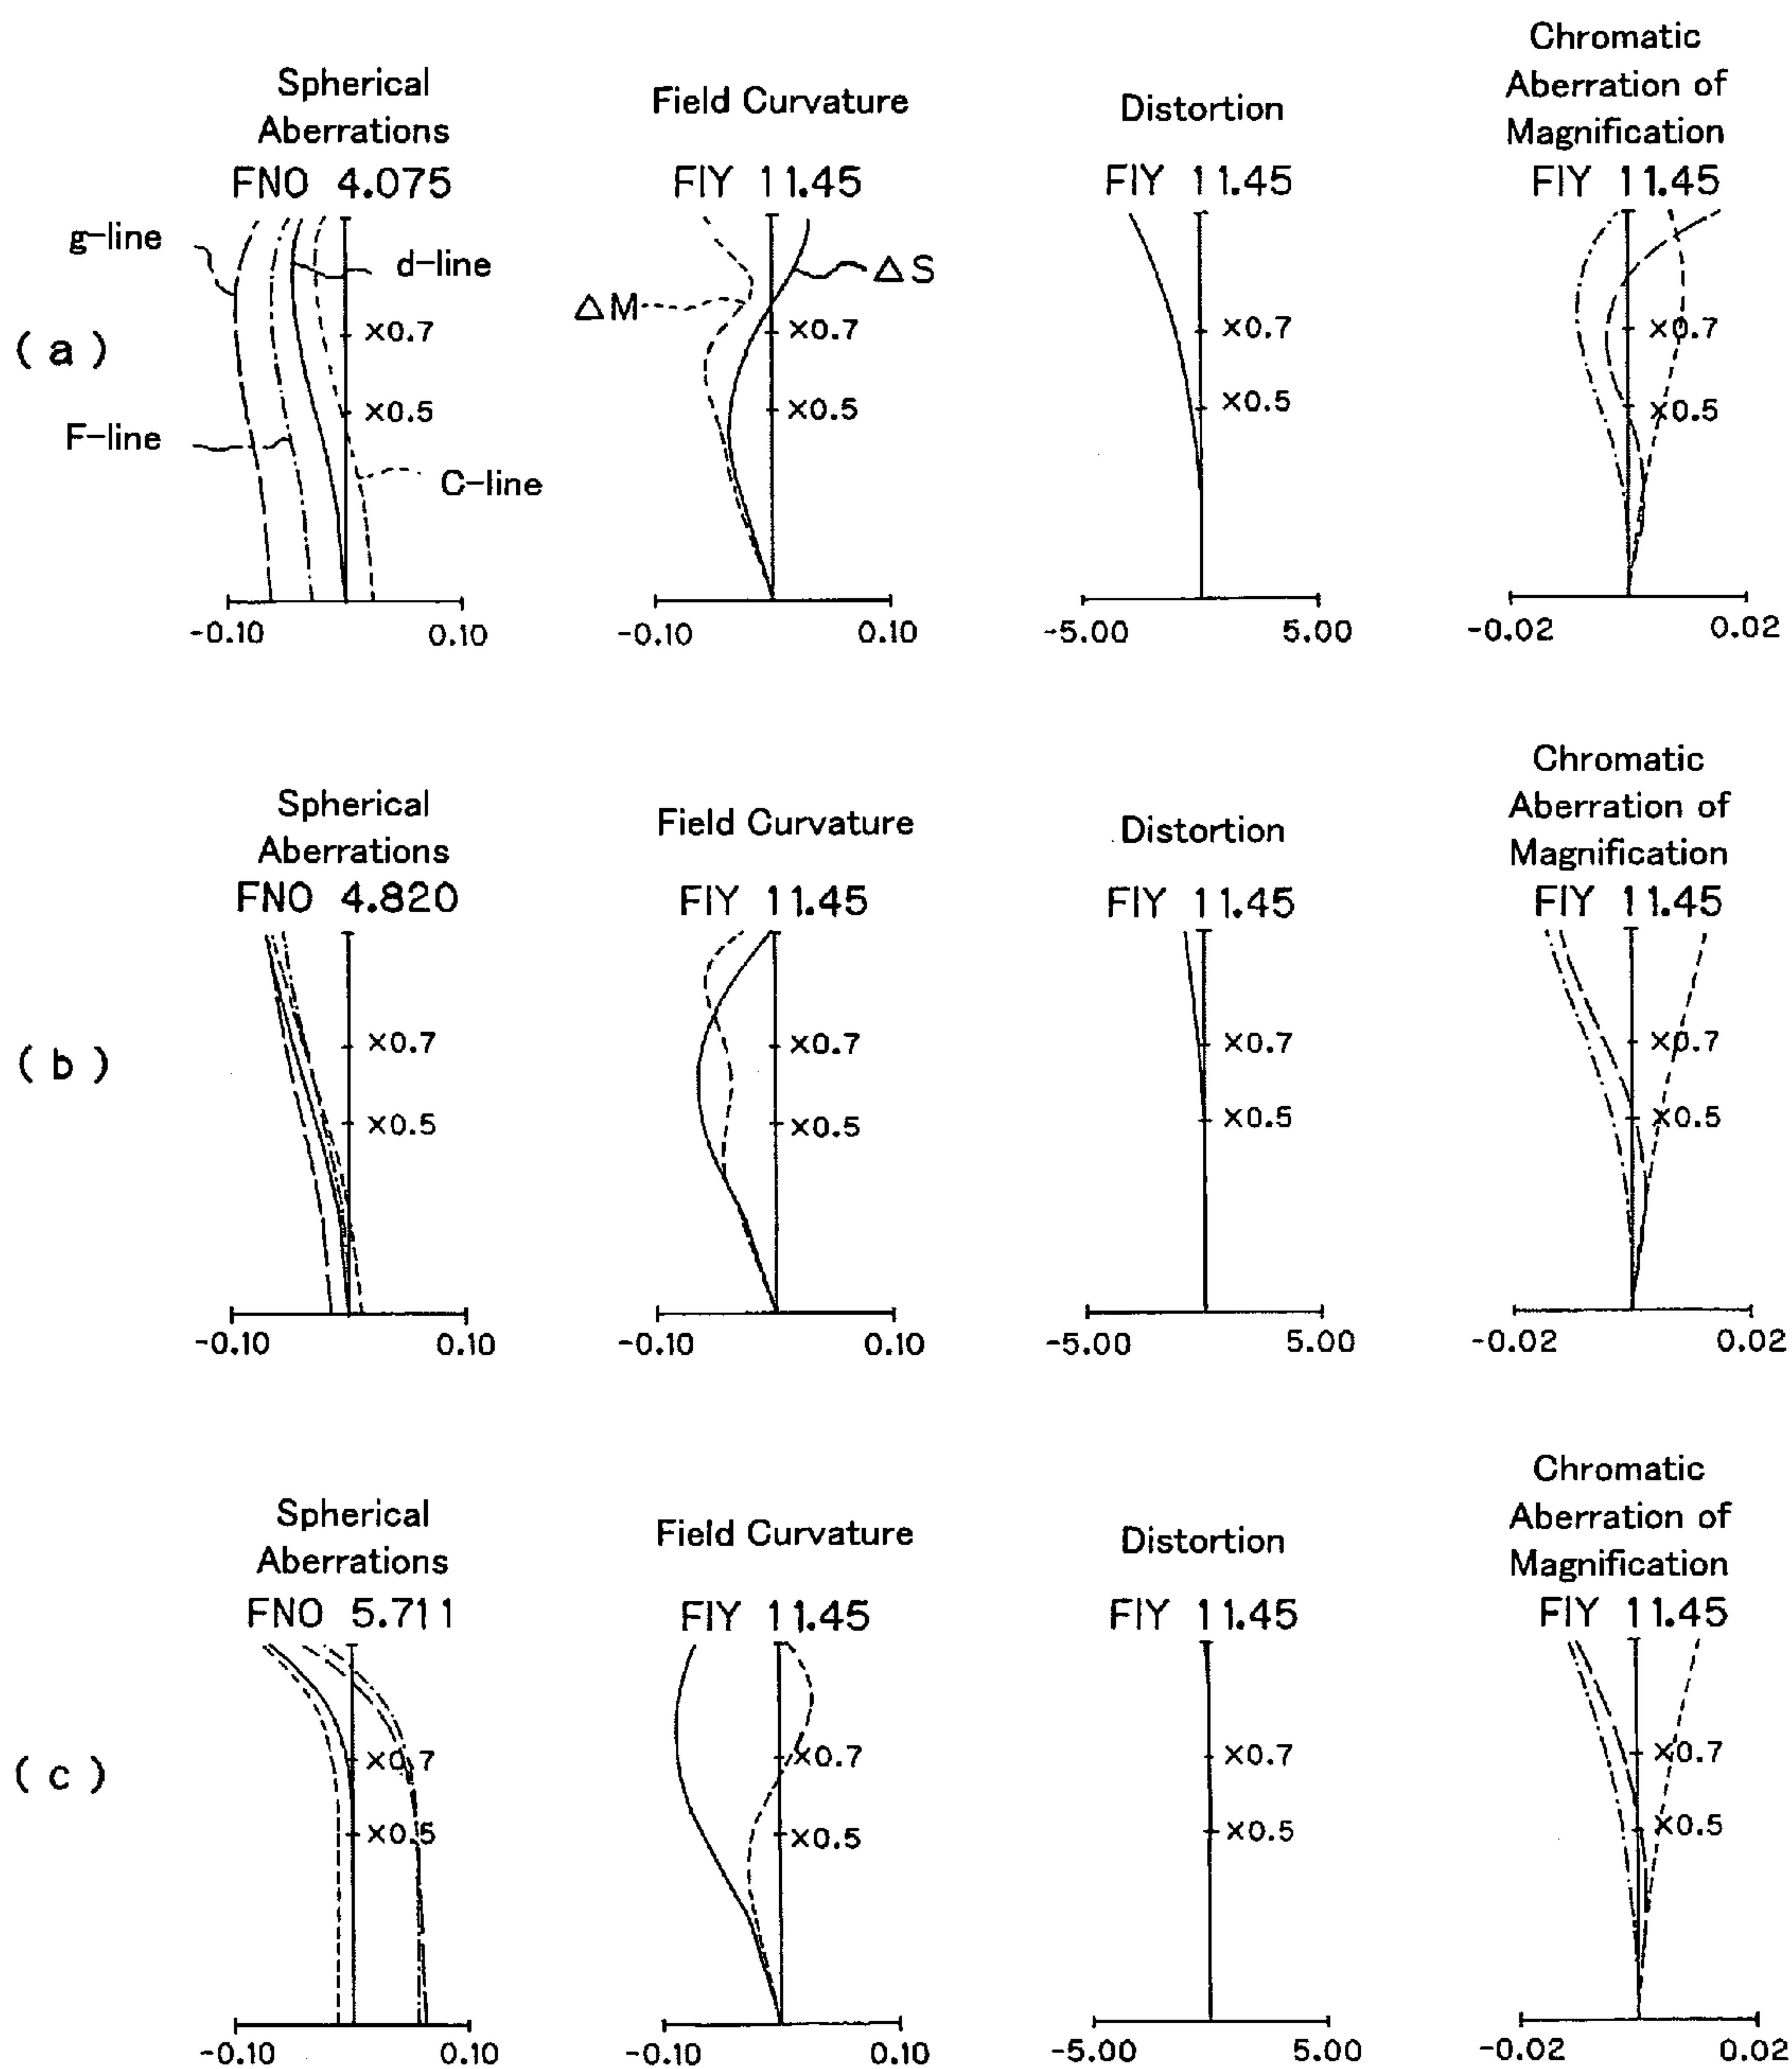 Spherical
Aberrations
FNO 4.075
g-line
d-line
F-line
C-line
×0.7
×0.5
-0.10 0.10
Field Curvature
FIY 11.45
ΔS
ΔM
×0.7
×0.5
-0.10 0.10
Distortion
FIY 11.45
×0.7
×0.5
-5.00 5.00
Chromatic
Aberration of
Magnification
FIY 11.45
×0.7
×0.5
-0.02 0.02
(a)
Spherical
Aberrations
FNO 4.820
×0.7
×0.5
-0.10 0.10
Field Curvature
FIY 11.45
×0.7
×0.5
-0.10 0.10
Distortion
FIY 11.45
×0.7
×0.5
-5.00 5.00
Chromatic
Aberration of
Magnification
FIY 11.45
×0.7
×0.5
-0.02 0.02
(b)
Spherical
Aberrations
FNO 5.711
×0.7
×0.5
-0.10 0.10
Field Curvature
FIY 11.45
×0.7
×0.5
-0.10 0.10
Distortion
FIY 11.45
×0.7
×0.5
-5.00 5.00
Chromatic
Aberration of
Magnification
FIY 11.45
×0.7
×0.5
-0.02 0.02
(c)